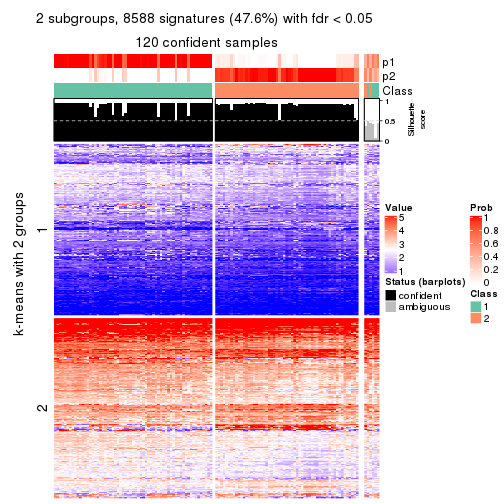 2 subgroups, 8588 signatures (47.6%) with fdr < 0.05
120 confident samples
p1
p2
Class
1
0.5
0
Silhouette
score
k-means with 2 groups
1
2
Value
5
4
3
2
1
Status (barplots)
confident
ambiguous
Prob
1
0.8
0.6
0.4
0.2
0
Class
1
2